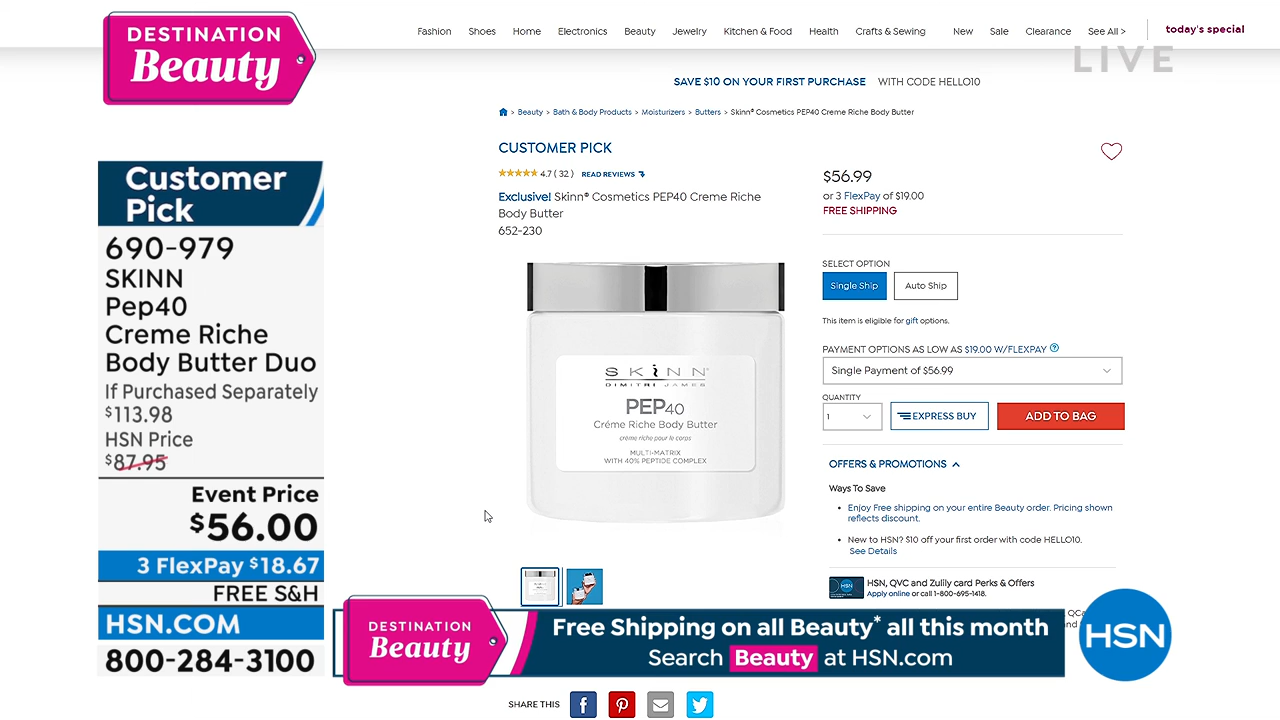 DESTINATION
Beauty
Fashion Shoes Home Electronics Beauty Jewelry Kitchen & Food Health Crafts & Sewing New Sale Clearance See All > today's special
LIVE
SAVE $10 ON YOUR FIRST PURCHASE WITH CODE HELLO10
> Beauty > Bath & Body Products > Moisturizers > Butters > Skinn® Cosmetics PEP40 Creme Riche Body Butter
Customer
Pick
690-979
SKINN
Pep40
Creme Riche
Body Butter Duo
If Purchased Separately
$113.98
HSN Price
$87.95
Event Price
$56.00
3 FlexPay $18.67
FREE S&H
HSN.COM
800-284-3100
CUSTOMER PICK
4.7 ( 32 ) READ REVIEWS
Exclusive! Skinn® Cosmetics PEP40 Creme Riche
Body Butter
652-230
SKINN®
DIMITRI JAMES
PEP40
Créme Riche Body Butter
crème riche pour le corps
MULTI-MATRIX
WITH 40% PEPTIDE COMPLEX
$56.99
or 3 FlexPay of $19.00
FREE SHIPPING
SELECT OPTION
Single Ship Auto Ship
This item is eligible for gift options.
PAYMENT OPTIONS AS LOW AS $19.00 W/FLEXPAY ?
Single Payment of $56.99
QUANTITY
1 EXPRESS BUY ADD TO BAG
OFFERS & PROMOTIONS
Ways To Save
• Enjoy Free shipping on your entire Beauty order. Pricing shown
reflects discount.
• New to HSN? $10 off your first order with code HELLO10.
See Details
HSN, QVC and Zulily card Perks & Offers
Apply online or call 1-800-695-1418.
DESTINATION
Beauty
Free Shipping on all Beauty* all this month
Search Beauty at HSN.com
HSN
SHARE THIS